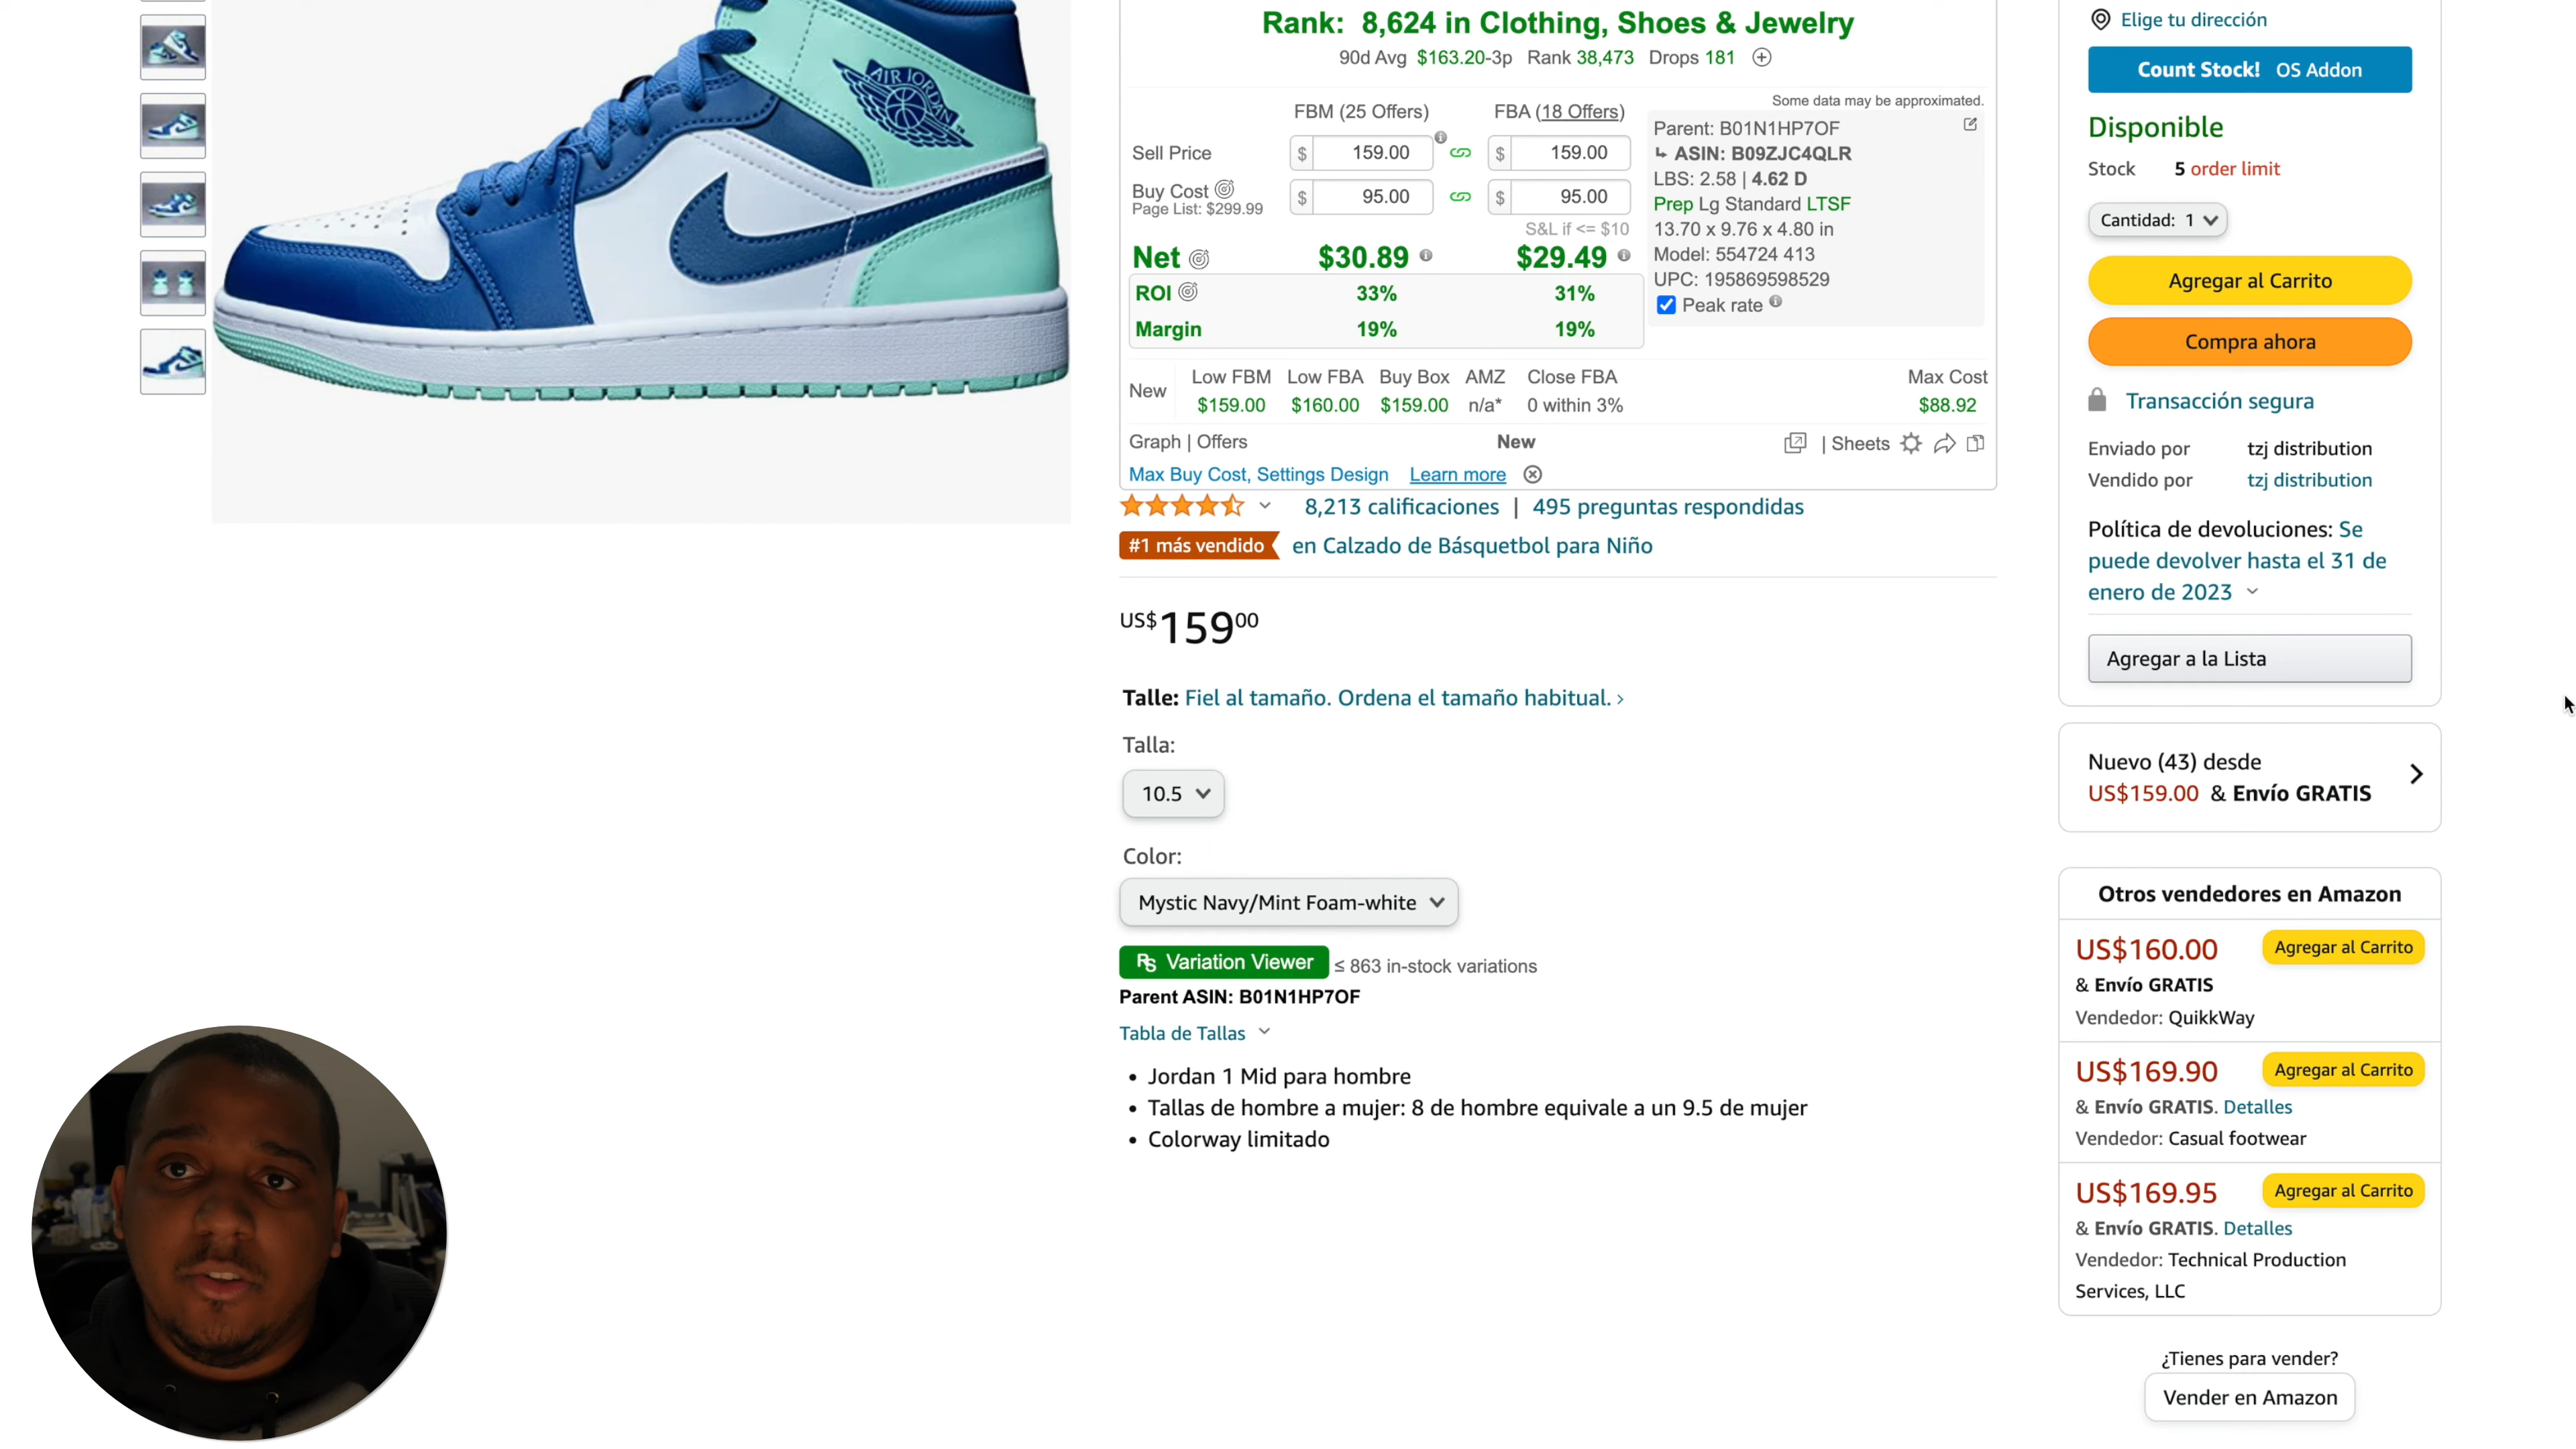 AIR JORDAN
Rank: 8,624 in Clothing, Shoes & Jewelry
90d Avg $163.20-3p Rank 38,473 Drops 181
Some data may be approximated.
FBM (25 Offers) FBA (18 Offers)
Sell Price $ 159.00 $ 159.00
Buy Cost $ 95.00 $ 95.00
Page List: $299.99
S&L if <= $10
Net $30.89 $29.49
ROI 33% 31%
Margin 19% 19%
Parent: B01N1HP7OF
↳ ASIN: B09ZJC4QLR
LBS: 2.58 | 4.62 D
Prep Lg Standard LTSF
13.70 x 9.76 x 4.80 in
Model: 554724 413
UPC: 195869598529
Peak rate
New
Low FBM Low FBA Buy Box AMZ Close FBA Max Cost
$159.00 $160.00 $159.00 n/a* 0 within 3% $88.92
Graph | Offers New | Sheets
Max Buy Cost, Settings Design Learn more
8,213 calificaciones | 495 preguntas respondidas
#1 más vendido en Calzado de Básquetbol para Niño
US$159.00
Talle: Fiel al tamaño. Ordena el tamaño habitual. ›
Talla:
10.5
Color:
Mystic Navy/Mint Foam-white
RS Variation Viewer ≤ 863 in-stock variations
Parent ASIN: B01N1HP7OF
Tabla de Tallas
• Jordan 1 Mid para hombre
• Tallas de hombre a mujer: 8 de hombre equivale a un 9.5 de mujer
• Colorway limitado
Elige tu dirección
Count Stock! OS Addon
Disponible
Stock 5 order limit
Cantidad: 1
Agregar al Carrito
Compra ahora
Transacción segura
Enviado por tzj distribution
Vendido por tzj distribution
Política de devoluciones: Se
puede devolver hasta el 31 de
enero de 2023
Agregar a la Lista
Nuevo (43) desde
US$159.00 & Envío GRATIS
Otros vendedores en Amazon
US$160.00 Agregar al Carrito
& Envío GRATIS
Vendedor: QuikkWay
US$169.90 Agregar al Carrito
& Envío GRATIS. Detalles
Vendedor: Casual footwear
US$169.95 Agregar al Carrito
& Envío GRATIS. Detalles
Vendedor: Technical Production
Services, LLC
¿Tienes para vender?
Vender en Amazon